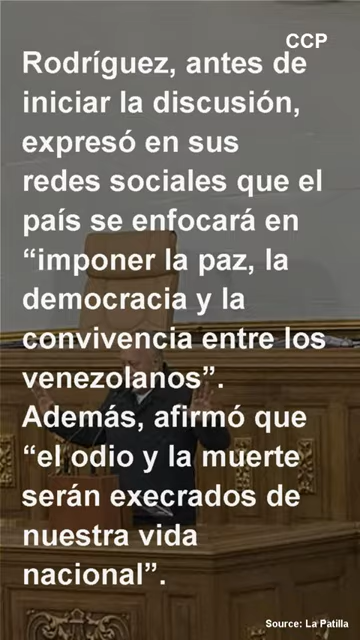 CCP
Rodríguez, antes de
iniciar la discusión,
expresó en sus
redes sociales que el
país se enfocará en
“imponer la paz, la
democracia y la
convivencia entre los
venezolanos”.
Además, afirmó que
“el odio y la muerte
serán execrados de
nuestra vida
nacional”.
Source: La Patilla